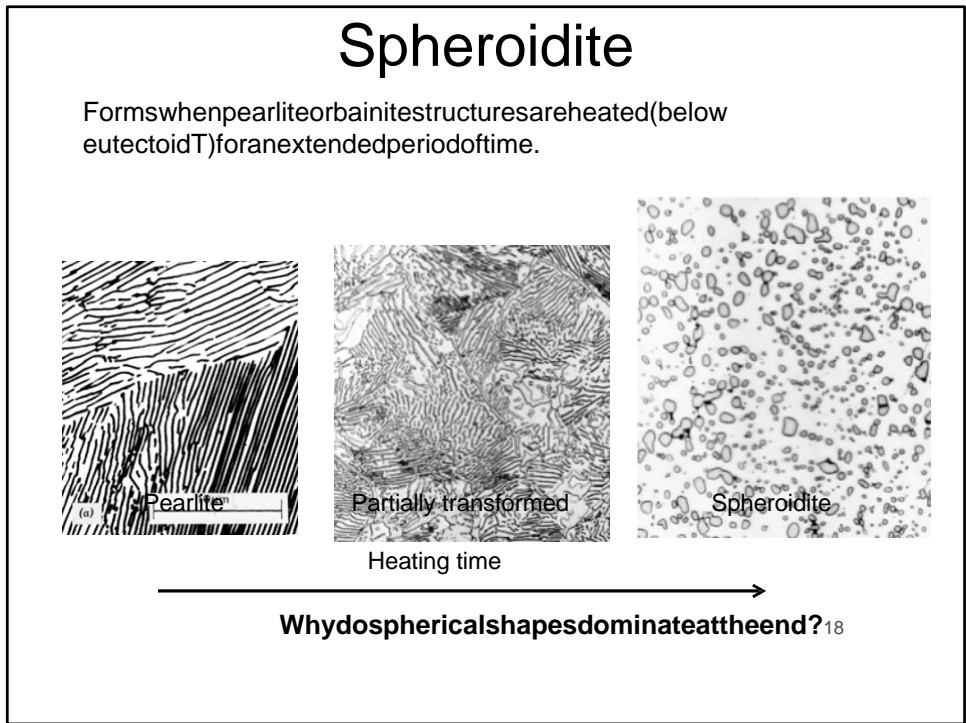 Spheroidite
Formswhenpearliteorbainitestructuresareheated(below
eutectoidT)foranextendedperiodoftime.
Pearlite
(a)
Partially transformed
Spheroidite
Heating time
Whydosphericalshapesdominateattheend?18